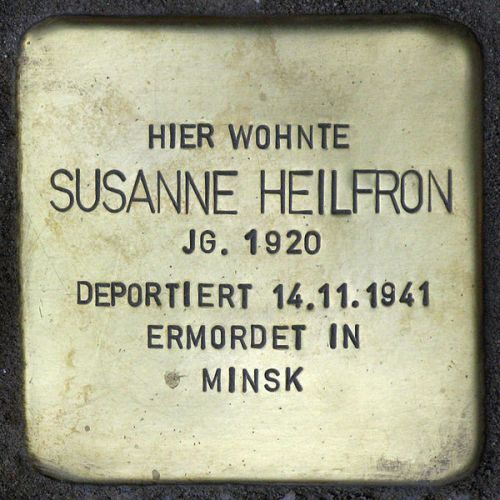 HIER WOHNTE
SUSANNE HEILFRON
JG. 1920
DEPORTIERT 14.11.1941
ERMORDET IN
MINSK